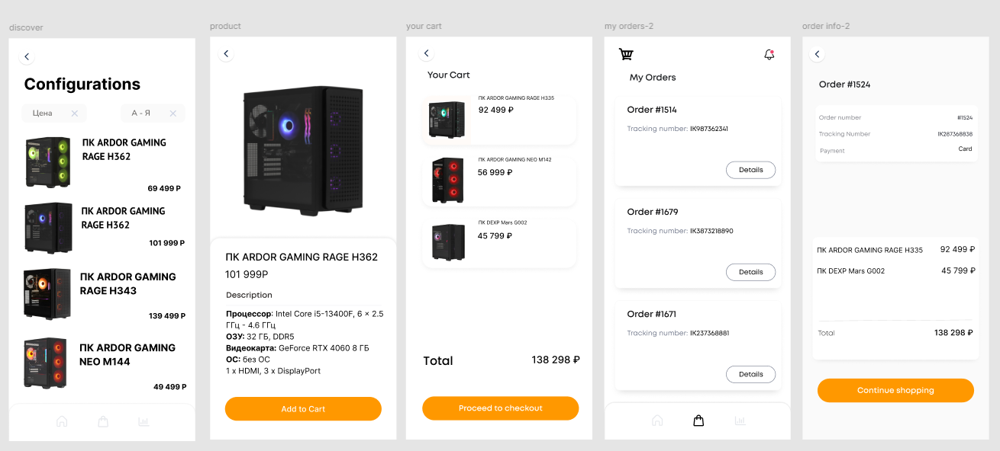 discover
Configurations
Цена
А - Я
ПК ARDOR GAMING
RAGE H362
69 499 Р
ПК ARDOR GAMING
RAGE H362
101 999 Р
ПК ARDOR GAMING
RAGE H343
139 499 Р
ПК ARDOR GAMING
NEO M144
49 499 Р
product
ПК ARDOR GAMING RAGE H362
101 999Р
Description
Процессор: Intel Core i5-13400F, 6 x 2.5
ГГц - 4.6 ГГц
ОЗУ: 32 ГБ, DDR5
Видеокарта: GeForce RTX 4060 8 ГБ
ОС: без ОС
1 x HDMI, 3 x DisplayPort
Add to Cart
your cart
Your Cart
ПК ARDOR GAMING RAGE H335
92 499 ₽
ПК ARDOR GAMING NEO M142
56 999 ₽
ПК DEXP Mars G002
45 799 ₽
Total
138 298 ₽
Proceed to checkout
my orders-2
My Orders
Order #1514
Tracking number: IK987362341
Details
Order #1679
Tracking number: IK3873218890
Details
Order #1671
Tracking number: IK237368881
Details
order info-2
Order #1524
Order number #1524
Tracking Number IK287368838
Payment Card
ПК ARDOR GAMING RAGE H335 92 499 ₽
ПК DEXP Mars G002 45 799 ₽
Total 138 298 ₽
Continue shopping